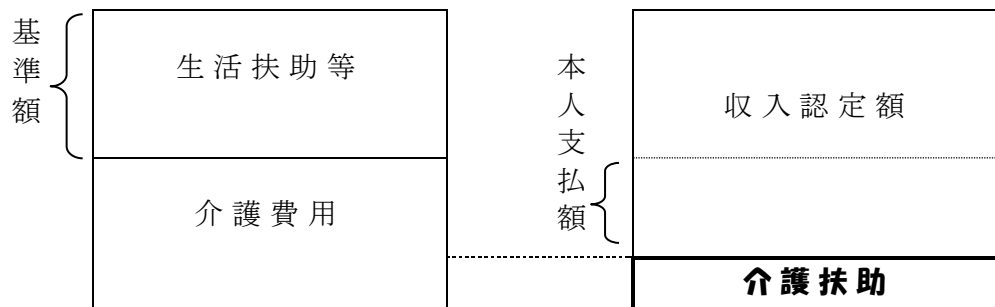 基準額
生活扶助等
介護費用
本人支払額
収入認定額
介護扶助